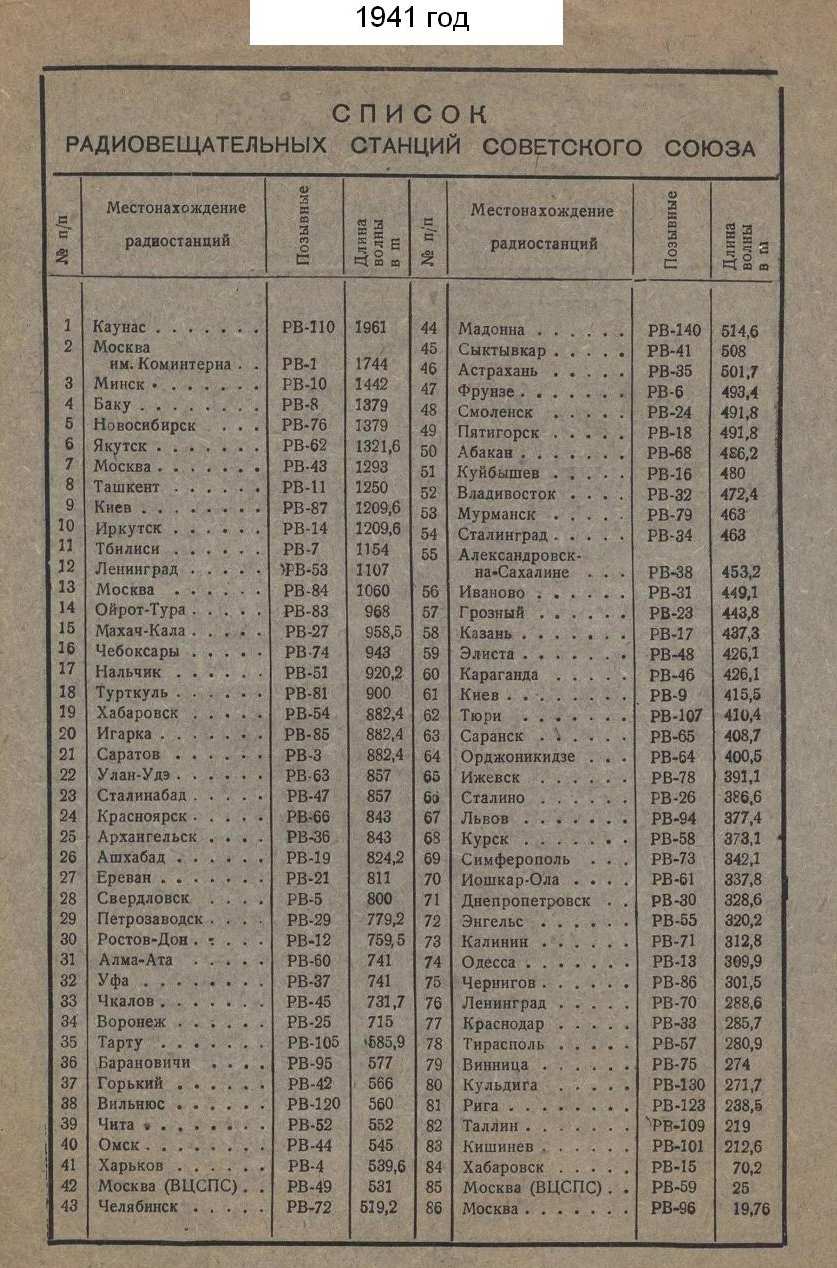 1941 год
СПИСОК
РАДИОВЕЩАТЕЛЬНЫХ СТАНЦИЙ СОВЕТСКОГО СОЮЗА
№ п/п
Местонахождение
радиостанций
Позывные
Длина
волны
в m
№ п/п
Местонахождение
радиостанций
Позывные
Длина
волны
в m
1 Каунас . . . . . . . РВ-110 1961
2 Москва
им. Коминтерна . . РВ-1 1744
3 Минск . . . . . . . РВ-10 1442
4 Баку . . . . . . . . РВ-8 1379
5 Новосибирск . . . РВ-76 1379
6 Якутск . . . . . . . РВ-62 1321,6
7 Москва . . . . . . . РВ-43 1293
8 Ташкент . . . . . . РВ-11 1250
9 Киев . . . . . . . . РВ-87 1209,6
10 Иркутск . . . . . . РВ-14 1209,6
11 Тбилиси . . . . . . РВ-7 1154
12 Ленинград . . . . . РВ-53 1107
13 Москва . . . . . . РВ-84 1060
14 Ойрот-Тура . . . . . РВ-83 968
15 Махач-Кала . . . . . РВ-27 958,5
16 Чебоксары . . . . . РВ-74 943
17 Нальчик . . . . . . РВ-51 920,2
18 Турткуль . . . . . . РВ-81 900
19 Хабаровск . . . . . РВ-54 882,4
20 Игарка . . . . . . . РВ-85 882,4
21 Саратов . . . . . . РВ-3 882,4
22 Улан-Удэ . . . . . . РВ-63 857
23 Сталинабад . . . . . РВ-47 857
24 Красноярск . . . . . РВ-66 843
25 Архангельск . . . . РВ-36 843
26 Ашхабад . . . . . . РВ-19 824,2
27 Ереван . . . . . . . РВ-21 811
28 Свердловск . . . . РВ-5 800
29 Петрозаводск . . . . РВ-29 779,2
30 Ростов-Дон . . . . . РВ-12 759,5
31 Алма-Ата . . . . . РВ-60 741
32 Уфа . . . . . . . . РВ-37 741
33 Чкалов . . . . . . . РВ-45 731,7
34 Воронеж . . . . . . РВ-25 715
35 Тарту . . . . . . . РВ-105 585,9
36 Барановичи . . . . РВ-95 577
37 Горький . . . . . . РВ-42 566
38 Вильнюс . . . . . . РВ-120 560
39 Чита . . . . . . . . РВ-52 552
40 Омск . . . . . . . . РВ-44 545
41 Харьков . . . . . . РВ-4 539,6
42 Москва (ВЦСПС) . . РВ-49 531
43 Челябинск . . . . . РВ-72 519,2
44 Мадонна . . . . . . РВ-140 514,6
45 Сыктывкар . . . . . РВ-41 508
46 Астрахань . . . . . РВ-35 501,7
47 Фрунзе . . . . . . . РВ-6 493,4
48 Смоленск . . . . . РВ-24 491,8
49 Пятигорск . . . . . РВ-18 491,8
50 Абакан . . . . . . . РВ-68 486,2
51 Куйбышев . . . . . РВ-16 480
52 Владивосток . . . . РВ-32 472,4
53 Мурманск . . . . . РВ-79 463
54 Сталинград . . . . . РВ-34 463
55 Александровск-
на-Сахалине . . . РВ-38 453,2
56 Иваново . . . . . . РВ-31 449,1
57 Грозный . . . . . . РВ-23 443,8
58 Казань . . . . . . . РВ-17 437,3
59 Элиста . . . . . . . РВ-48 426,1
60 Караганда . . . . . РВ-46 426,1
61 Киев . . . . . . . . РВ-9 415,5
62 Тюри . . . . . . . РВ-107 410,4
63 Саранск . . . . . . РВ-65 408,7
64 Орджоникидзе . . . РВ-64 400,5
65 Ижевск . . . . . . РВ-78 391,1
66 Сталино . . . . . . РВ-26 386,6
67 Львов . . . . . . . РВ-94 377,4
68 Курск . . . . . . . РВ-58 373,1
69 Симферополь . . . РВ-73 342,1
70 Иошкар-Ола . . . . РВ-61 337,8
71 Днепропетровск . . РВ-30 328,6
72 Энгельс . . . . . . РВ-55 320,2
73 Калинин . . . . . . РВ-71 312,8
74 Одесса . . . . . . . РВ-13 309,9
75 Чернигов . . . . . . РВ-86 301,5
76 Ленинград . . . . . РВ-70 288,6
77 Краснодар . . . . . РВ-33 285,7
78 Тирасполь . . . . . РВ-57 280,9
79 Винница . . . . . . РВ-75 274
80 Кульдига . . . . . РВ-130 271,7
81 Рига . . . . . . . . РВ-123 238,5
82 Таллин . . . . . . . РВ-109 219
83 Кишинев . . . . . . РВ-101 212,6
84 Хабаровск . . . . . РВ-15 70,2
85 Москва (ВЦСПС) . . РВ-59 25
86 Москва . . . . . . . РВ-96 19,76